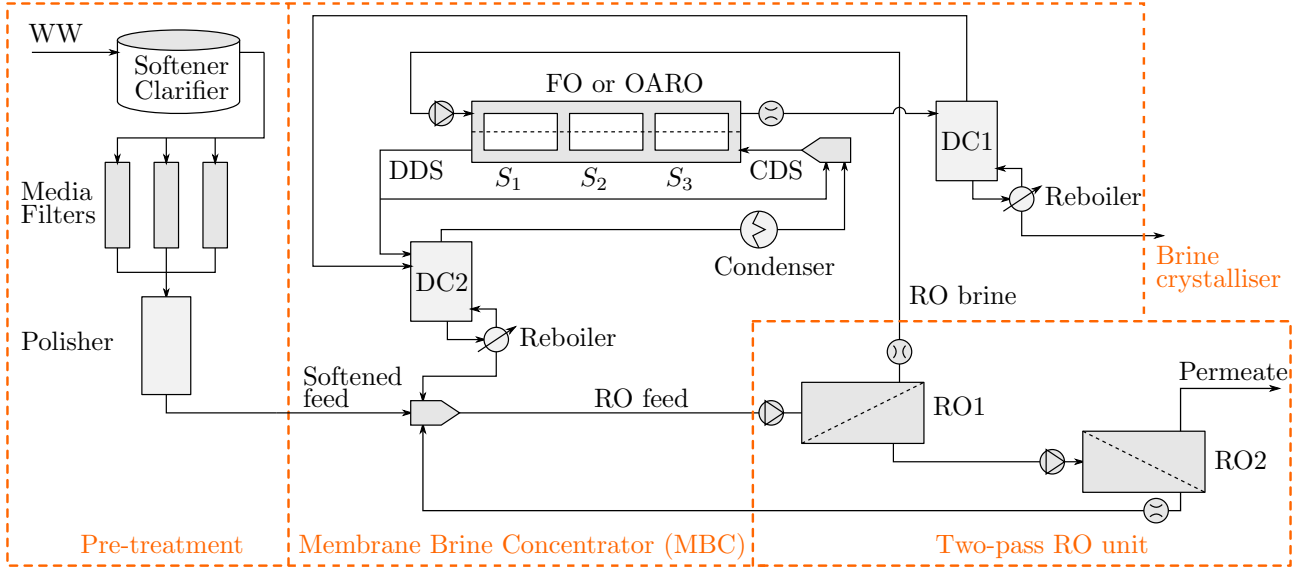 WW
Softener
Clarifier
Media
Filters
Polisher
Pre-treatment
FO or OARO
DDS
S1
S2
S3
CDS
DC1
Reboiler
Brine
crystalliser
Condenser
DC2
Reboiler
RO brine
Softened
feed
RO feed
RO1
Permeate
RO2
Membrane Brine Concentrator (MBC)
Two-pass RO unit